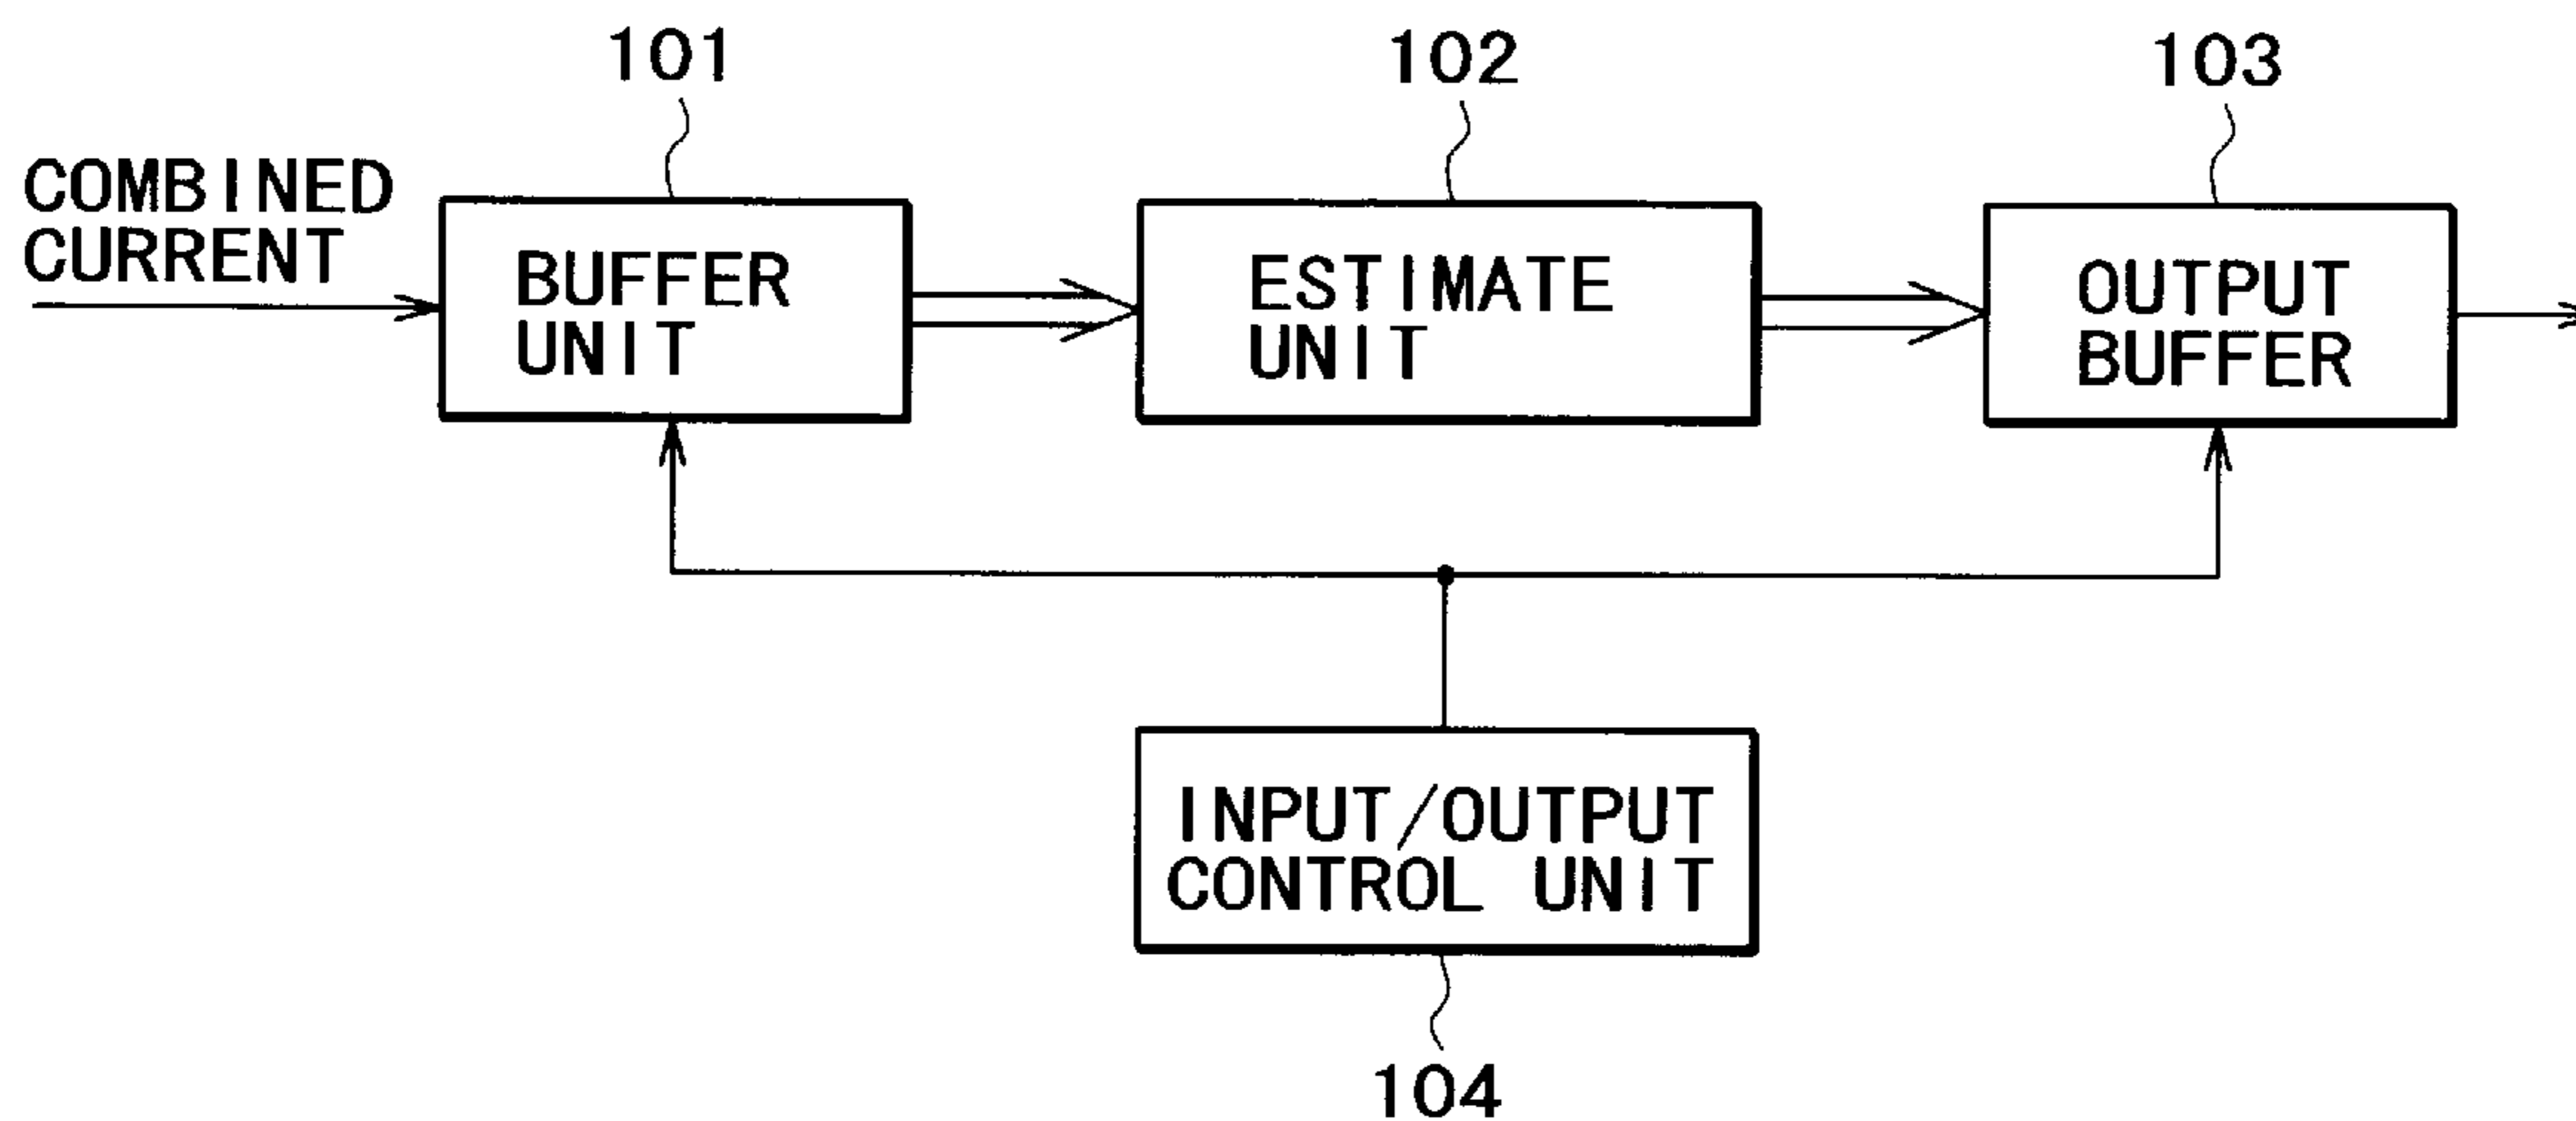 101
102
103
COMBINED
CURRENT
BUFFER
UNIT
ESTIMATE
UNIT
OUTPUT
BUFFER
INPUT/OUTPUT
CONTROL UNIT
104